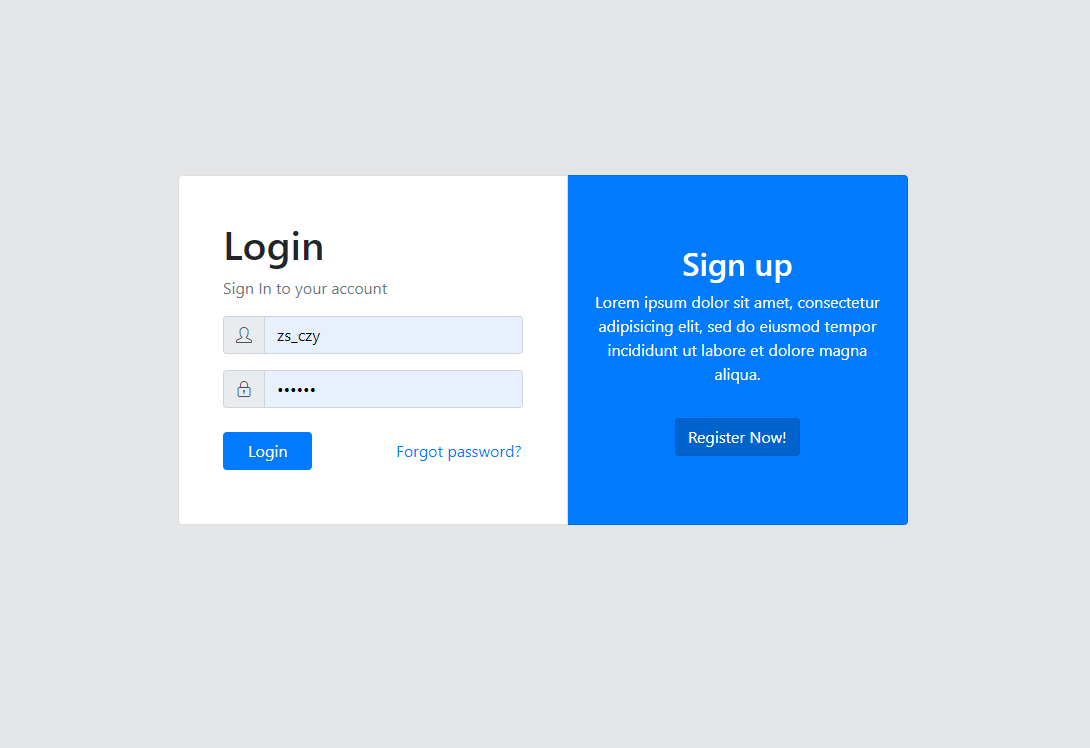 Login
Sign In to your account
zs_czy
••••••
Login
Forgot password?
Sign up
Lorem ipsum dolor sit amet, consectetur
adipisicing elit, sed do eiusmod tempor
incididunt ut labore et dolore magna
aliqua.
Register Now!